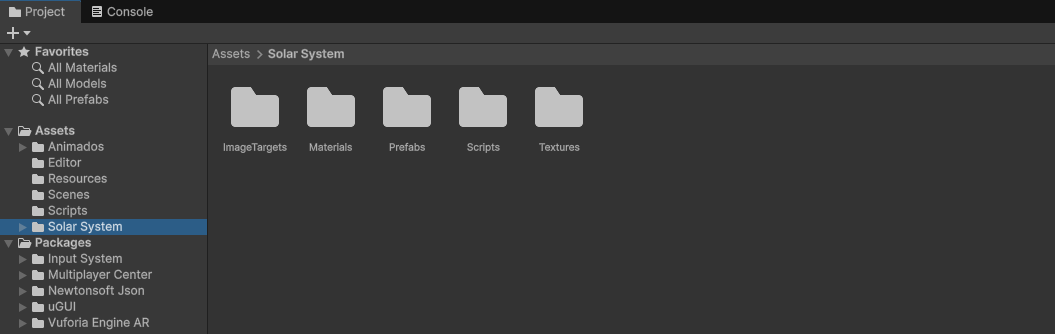 Project
Console
Favorites
All Materials
All Models
All Prefabs
Assets
Animados
Editor
Resources
Scenes
Scripts
Solar System
Packages
Input System
Multiplayer Center
Newtonsoft Json
uGUI
Vuforia Engine AR
Assets > Solar System
ImageTargets
Materials
Prefabs
Scripts
Textures